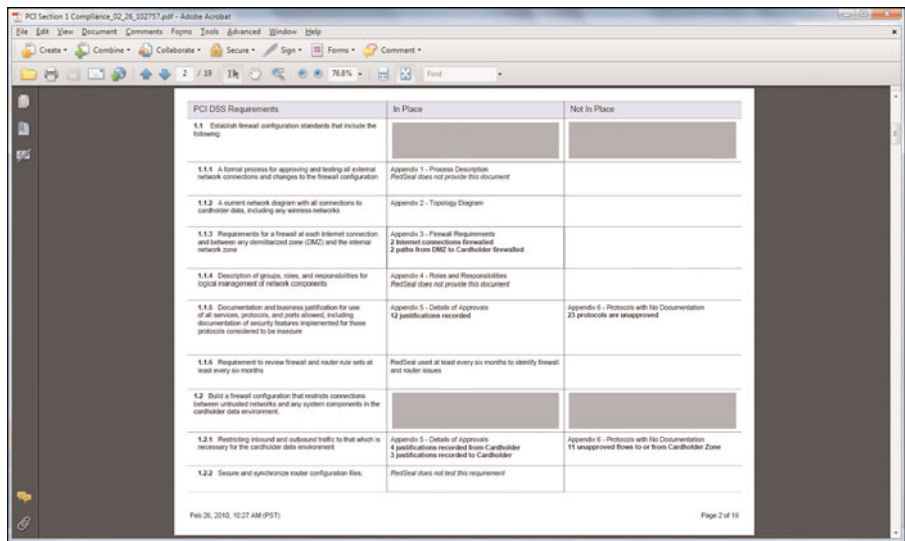 PCI Section 1 Compliance_02_26_102757.pdf - Adobe Acrobat
File Edit View Document Comments Forms Tools Advanced Window Help
Create Combine Collaborate Secure Sign Forms Comment
2 / 19 76.8% Find
PCI DSS Requirements In Place Not In Place
1.1 Establish firewall configuration standards that include the
following:
1.1.1 A formal process for approving and testing all external
network connections and changes to the firewall configuration
Appendix 1 - Process Description
RedSeal does not provide this document
1.1.2 A current network diagram with all connections to
cardholder data, including any wireless networks
Appendix 2 - Topology Diagram
1.1.3 Requirements for a firewall at each Internet connection
and between any demilitarized zone (DMZ) and the internal
network zone
Appendix 3 - Firewall Requirements
2 Internet connections firewalled
2 paths from DMZ to Cardholder firewalled
1.1.4 Description of groups, roles, and responsibilities for
logical management of network components
Appendix 4 - Roles and Responsibilities
RedSeal does not provide this document
1.1.5 Documentation and business justification for use
of all services, protocols, and ports allowed, including
documentation of security features implemented for those
protocols considered to be insecure
Appendix 5 - Details of Approvals
12 justifications recorded
Appendix 6 - Protocols with No Documentation
23 protocols are unapproved
1.1.6 Requirement to review firewall and router rule sets at
least every six months
RedSeal used at least every six months to identify firewall
and router issues
1.2 Build a firewall configuration that restricts connections
between untrusted networks and any system components in the
cardholder data environment.
1.2.1 Restricting inbound and outbound traffic to that which is
necessary for the cardholder data environment
Appendix 5 - Details of Approvals
4 justifications recorded from Cardholder
3 justifications recorded to Cardholder
Appendix 6 - Protocols with No Documentation
11 unapproved flows to or from Cardholder Zone
1.2.2 Secure and synchronize router configuration files.
RedSeal does not test this requirement
Feb 26, 2010, 10:27 AM (PST) Page 2 of 19